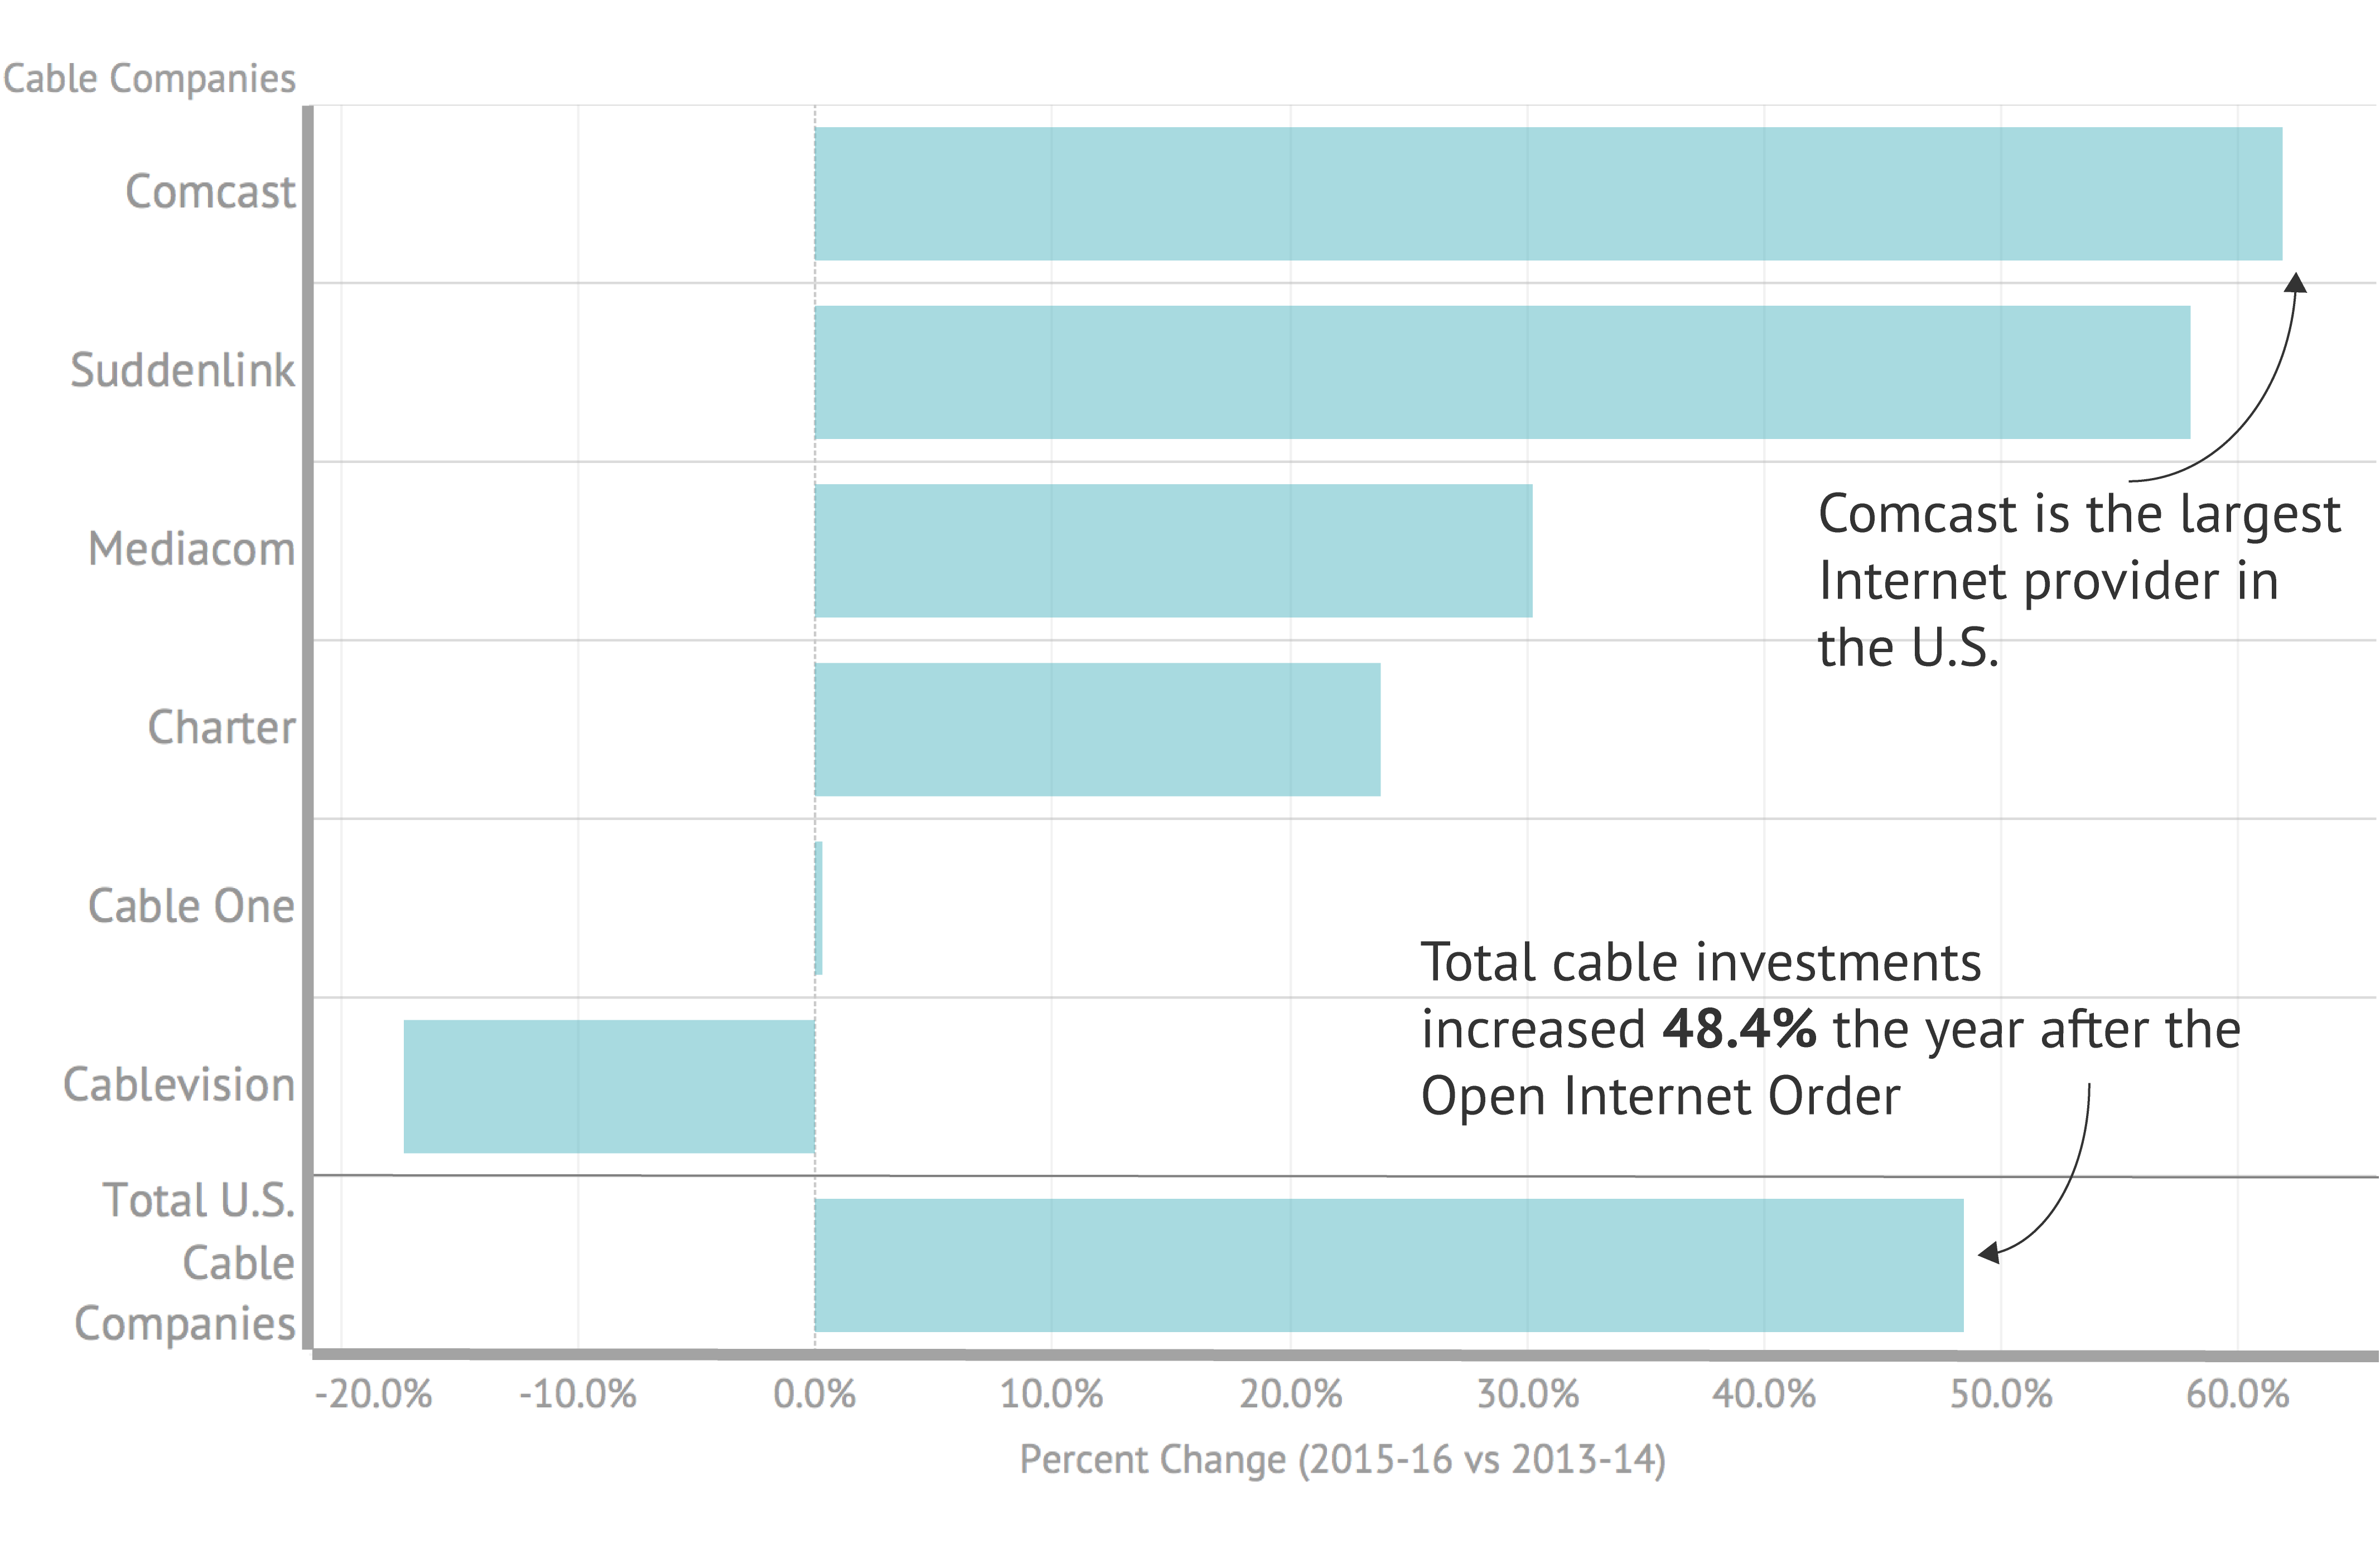 Cable Companies
Comcast
Suddenlink
Mediacom
Comcast is the largest
Internet provider in
the U.S.
Charter
Cable One
Total cable investments
increased 48.4% the year after the
Open Internet Order
Cablevision
Total U.S.
Cable
Companies
-20.0% -10.0% 0.0% 10.0% 20.0% 30.0% 40.0% 50.0% 60.0%
Percent Change (2015-16 vs 2013-14)